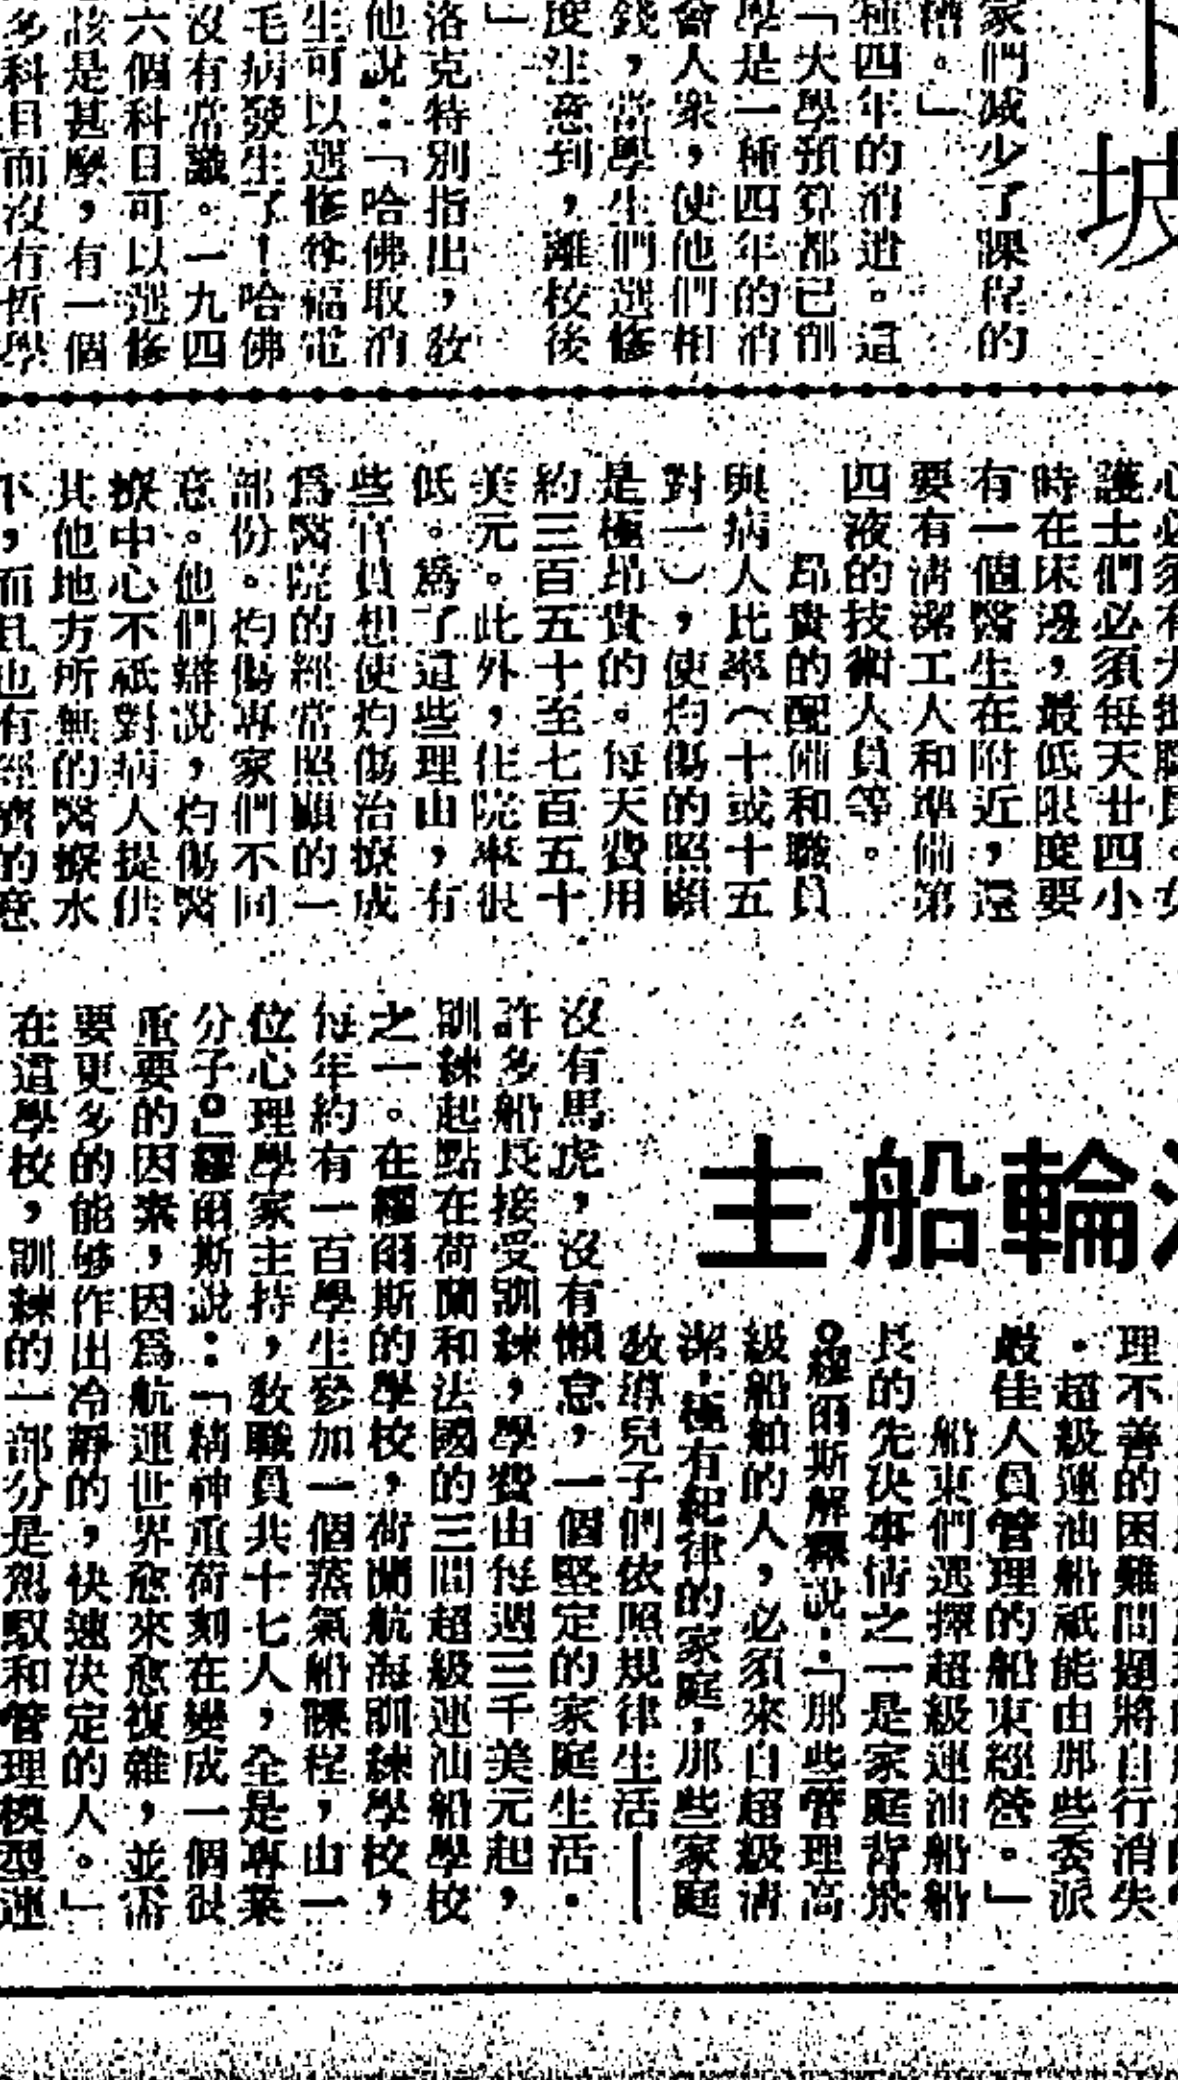 下坡
家們減少了課程的
種四年的消遣。這
「大學預算都已削
學是一種四年的消
會人衆，使他們相
錢，當學生們選修
度注意到，離校後
」
洛克特別指出，教
他說：「哈佛取消
生可以選修
毛病發生了！哈佛
沒有常識。一九四
六個科目可以選修
該是甚麼，有一個
多科目而沒有哲學
護士們必須每天廿四小
時在床邊，最低限度要
有一個醫生在附近，還
要有清潔工人和準備第
四液的技術人員等。
昂貴的配備和職員
與病人比率（十或十五
對一），使灼傷的照顧
是極昂貴的。每天費用
約三百五十至七百五十
美元。此外，住院率很
低。爲了這些理由，有
些官員想使灼傷治療成
爲醫院的經常照顧的一
部份。灼傷專家們不同
意。他們辯說，灼傷醫
療中心不祇對病人提供
其他地方所無的醫療水
下，而且也有經濟的意
輪船主
理不善的困難問題將自行消失
・超級運油船祇能由那些委派
最佳人員管理的船東經營。」
船東們選擇超級運油船船
長的先决事情之一是家庭背景
。繆爾斯解釋說：「那些管理高
級船舶的人，必須來自超級清
潔，極有紀律的家庭，那些家庭
教導兒子們依照規律生活——
沒有馬虎，沒有懶怠，一個堅定的家庭生活．
許多船長接受訓練，學費由每週三千美元起，
訓練起點在荷蘭和法國的三間超級運油船學校
之一。在繆爾斯的學校，荷蘭航海訓練學校，
每年約有一百學生參加一個蒸氣船課程，由一
位心理學家主持，教職員共十七人，全是專業
分子。」繆爾斯說：「精神重荷刻在變成一個很
重要的因素，因爲航運世界愈來愈復雜，並需
要更多的能够作出冷靜的，快速决定的人。」
在這學校，訓練的一部分是駕馭和管理模型運